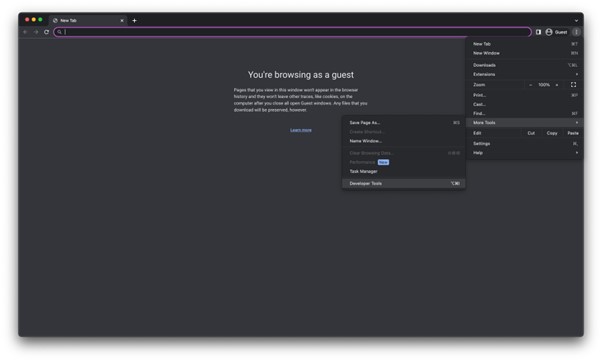 New Tab
Guest
You're browsing as a guest
Pages that you view in this window won't appear in the browser
history and they won't leave other traces, like cookies, on the
computer after you close all open Guest windows. Any files that you
download will be preserved, however.
Learn more
New Tab ⌘T
New Window ⌘N
Downloads ⌥⌘L
Extensions
Zoom − 100% +
Print... ⌘P
Cast...
Find... ⌘F
More Tools
Edit Cut Copy Paste
Settings ⌘,
Help
Save Page As... ⌘S
Create Shortcut...
Name Window...
Clear Browsing Data... ⇧⌘⌫
Performance New
Task Manager
Developer Tools ⌥⌘I